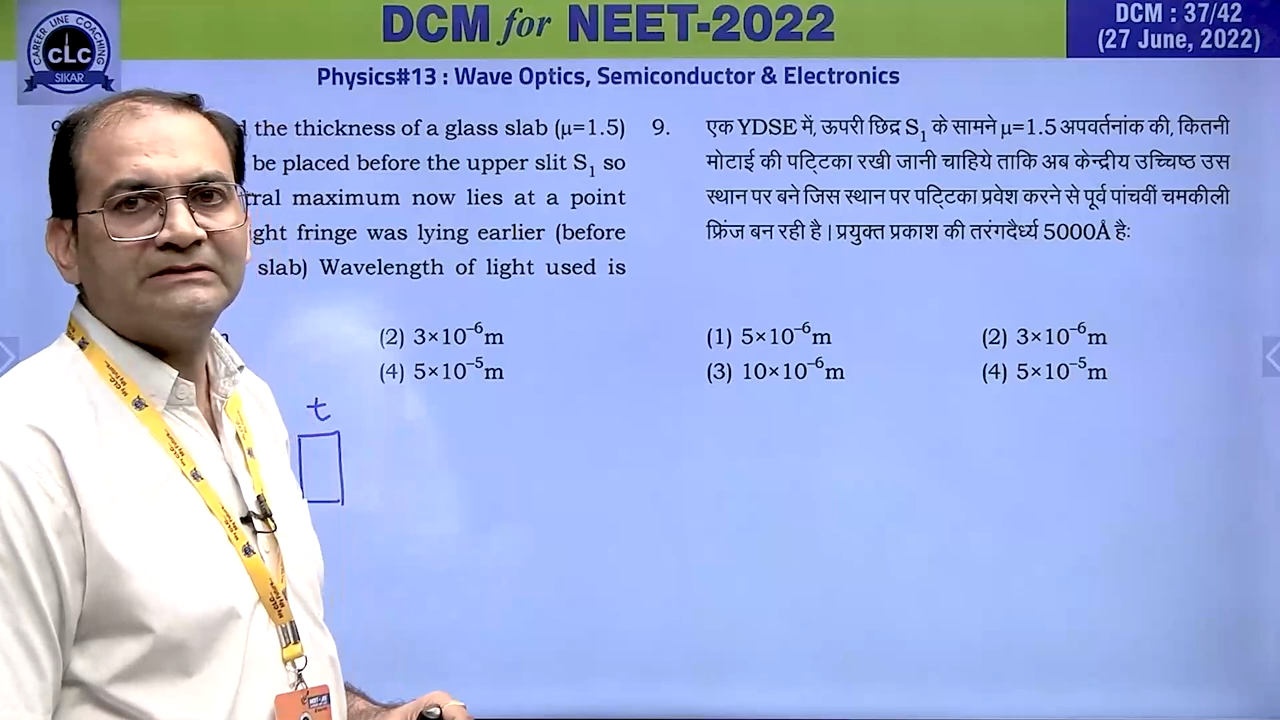 DCM for NEET-2022
DCM : 37/42
(27 June, 2022)
CAREER LINE COACHING
CLC
SIKAR
Physics#13 : Wave Optics, Semiconductor & Electronics
the thickness of a glass slab (μ=1.5)
be placed before the upper slit S1 so
maximum now lies at a point
fringe was lying earlier (before
slab) Wavelength of light used is
(2) 3×10⁻⁶m
(4) 5×10⁻⁵m
9. एक YDSE में, ऊपरी छिद्र S1 के सामने μ=1.5 अपवर्तनांक की, कितनी
मोटाई की पट्टिका रखी जानी चाहिये ताकि अब केन्द्रीय उच्चिष्ठ उस
स्थान पर बने जिस स्थान पर पट्टिका प्रवेश करने से पूर्व पांचवीं चमकीली
फ्रिंज बन रही है। प्रयुक्त प्रकाश की तरंगदैर्ध्य 5000Å है:
(1) 5×10⁻⁶m (2) 3×10⁻⁶m
(3) 10×10⁻⁶m (4) 5×10⁻⁵m
t